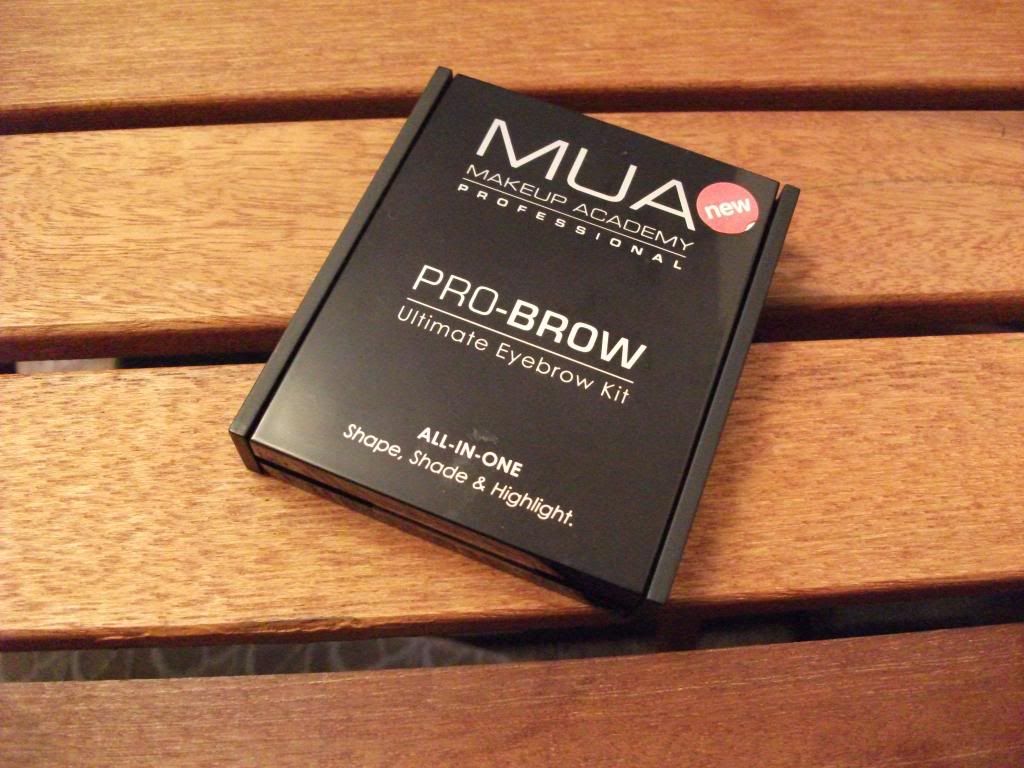 MUA
MAKEUP ACADEMY
PROFESSIONAL
new
PRO-BROW
Ultimate Eyebrow Kit
ALL-IN-ONE
Shape, Shade & Highlight.